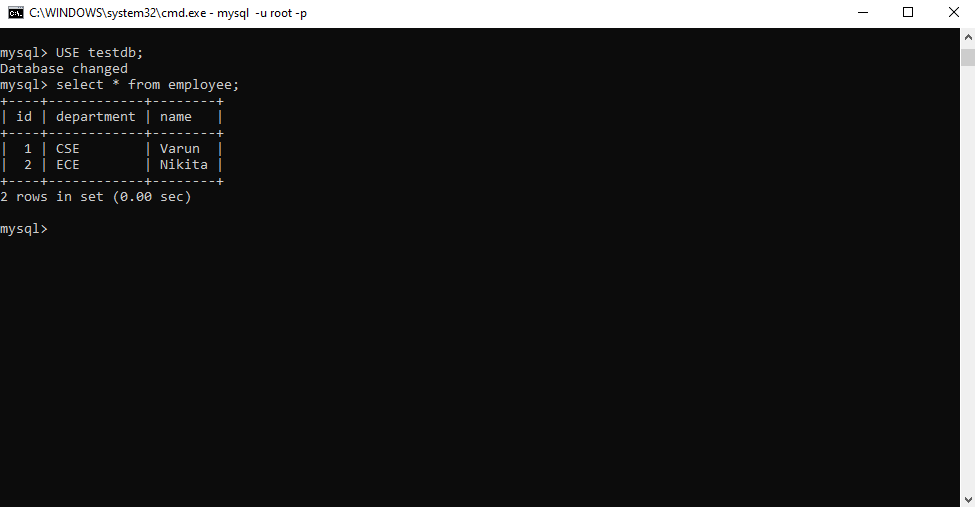 C:\WINDOWS\system32\cmd.exe - mysql  -u root -p
mysql> USE testdb;
Database changed
mysql> select * from employee;
+----+------------+--------+
| id | department | name   |
+----+------------+--------+
|  1 | CSE        | Varun  |
|  2 | ECE        | Nikita |
+----+------------+--------+
2 rows in set (0.00 sec)
mysql>